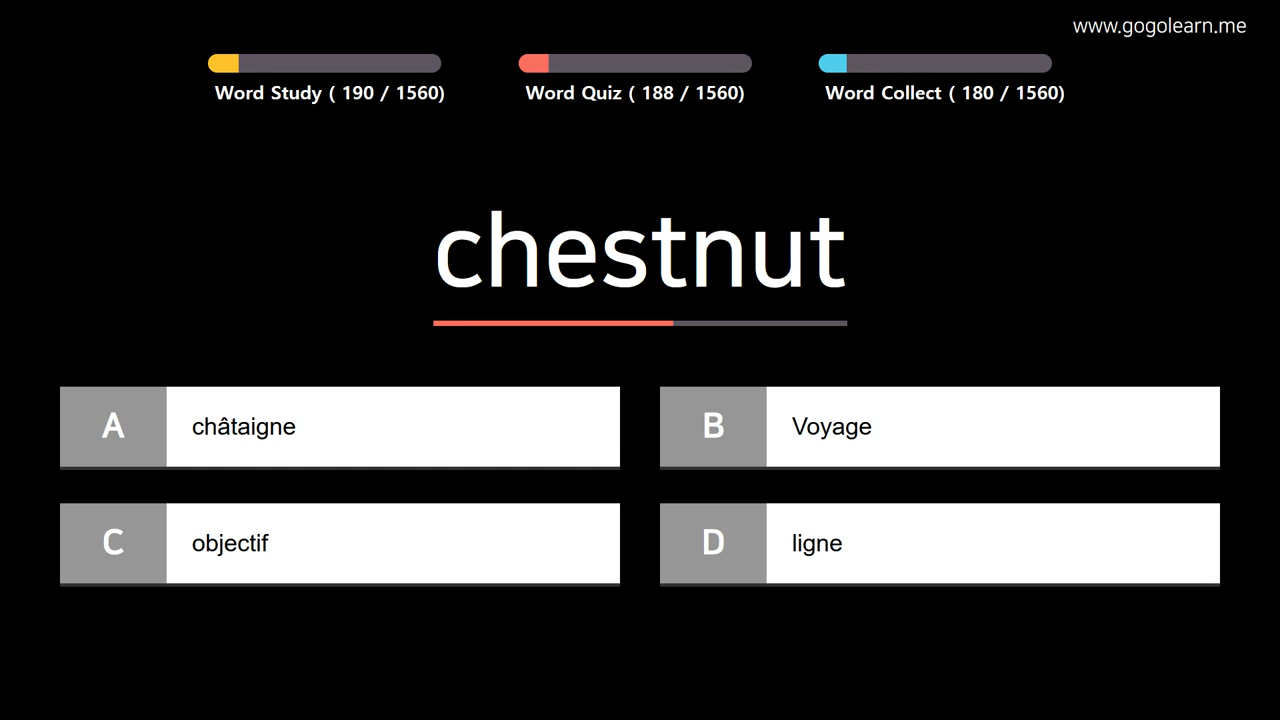 www.gogolearn.me
Word Study ( 190 / 1560)
Word Quiz ( 188 / 1560)
Word Collect ( 180 / 1560)
chestnut
A châtaigne
B Voyage
C objectif
D ligne